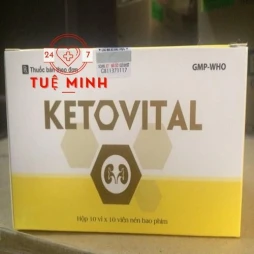 24 7
TUỆ MINH
Thuốc bán theo đơn
GMP-WHO
KETOVITAL
Hộp 10 vỉ x 10 viên nén bao phim